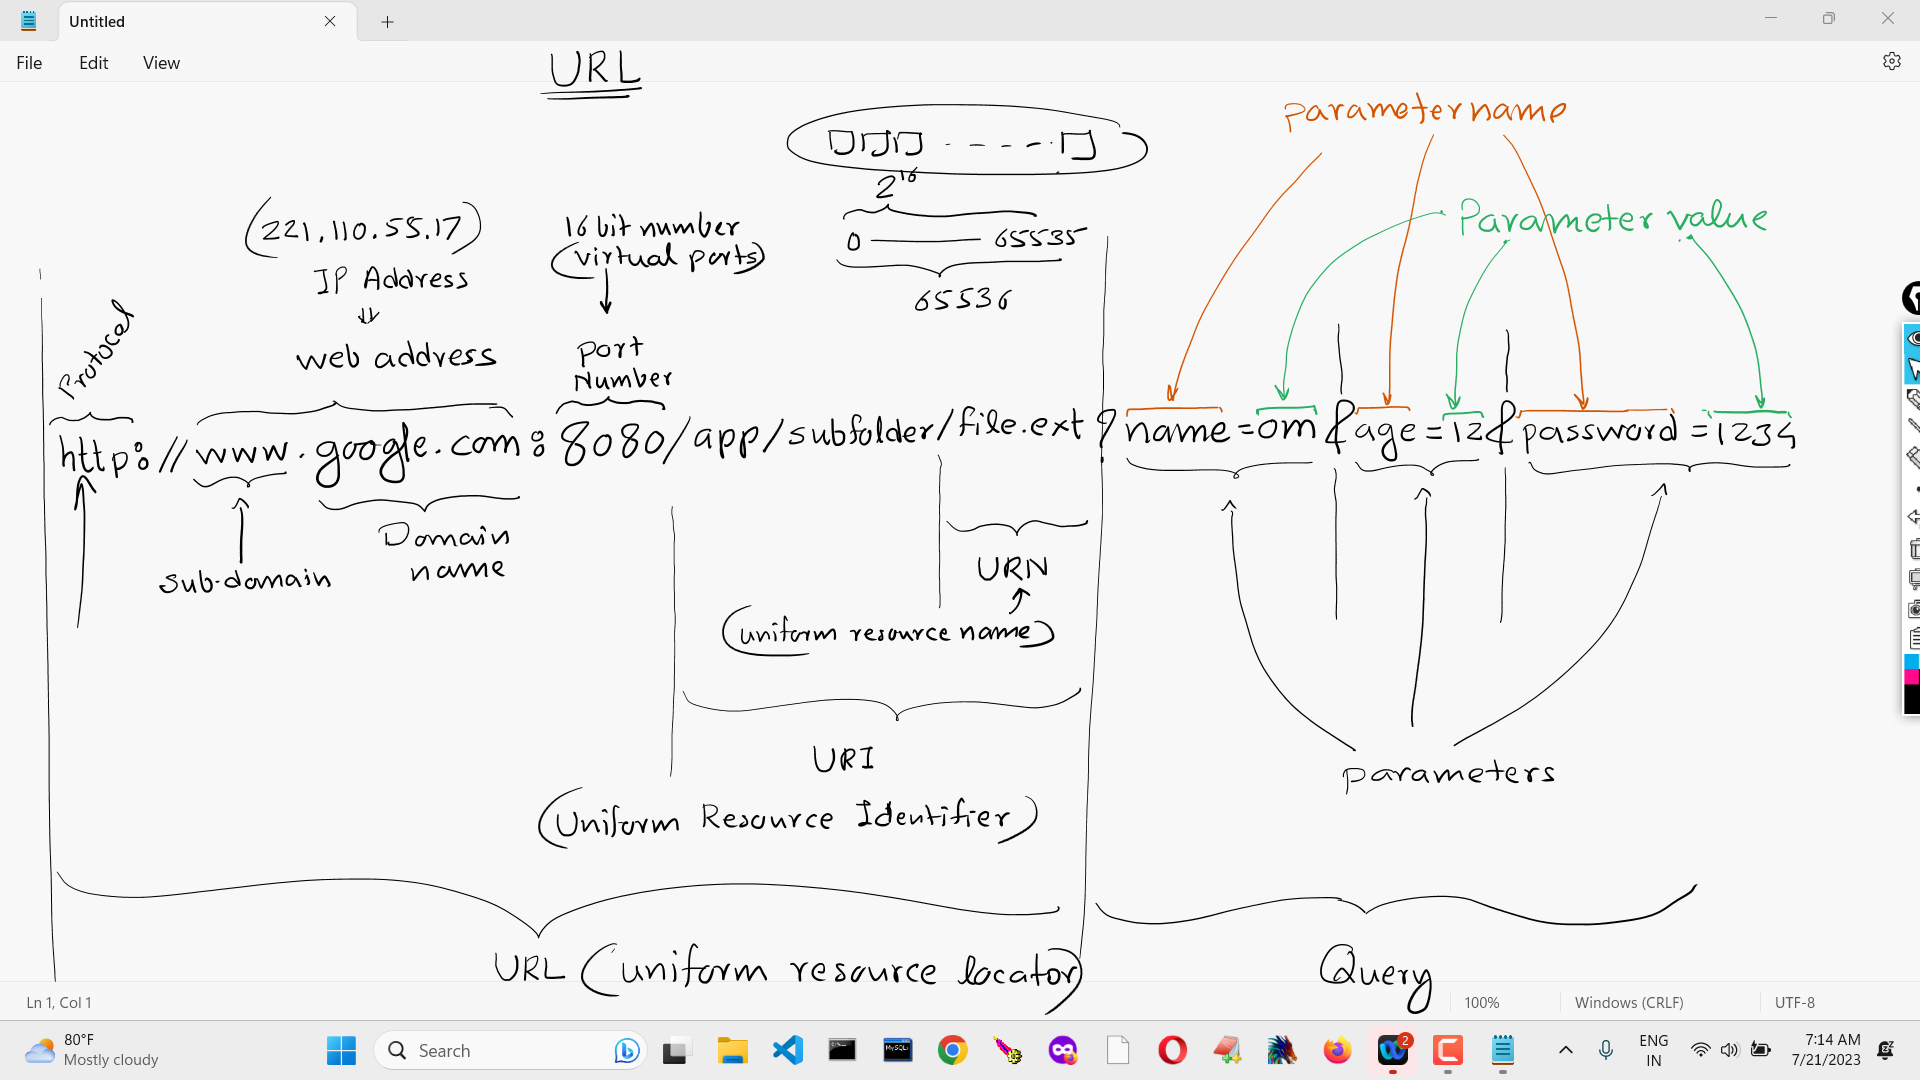 Untitled
File Edit View
URL
parameter name
2^16
(221.110.55.17)
16 bit number
Parameter value
(virtual ports)
0 65535
IP Address
65536
Protocal
web address
Port
Number
http://www.google.com:8080/app/subfolder/file.ext?name=om&age=12&password=1234
Domain
name
sub-domain
URN
(uniform resource name)
URI
parameters
(Uniform Resource Identifier)
URL (uniform resource locator)
Query
Ln 1, Col 1
100%
Windows (CRLF)
UTF-8
80°F
Mostly cloudy
Search
MySQL
2
ENG
IN
7:14 AM
7/21/2023